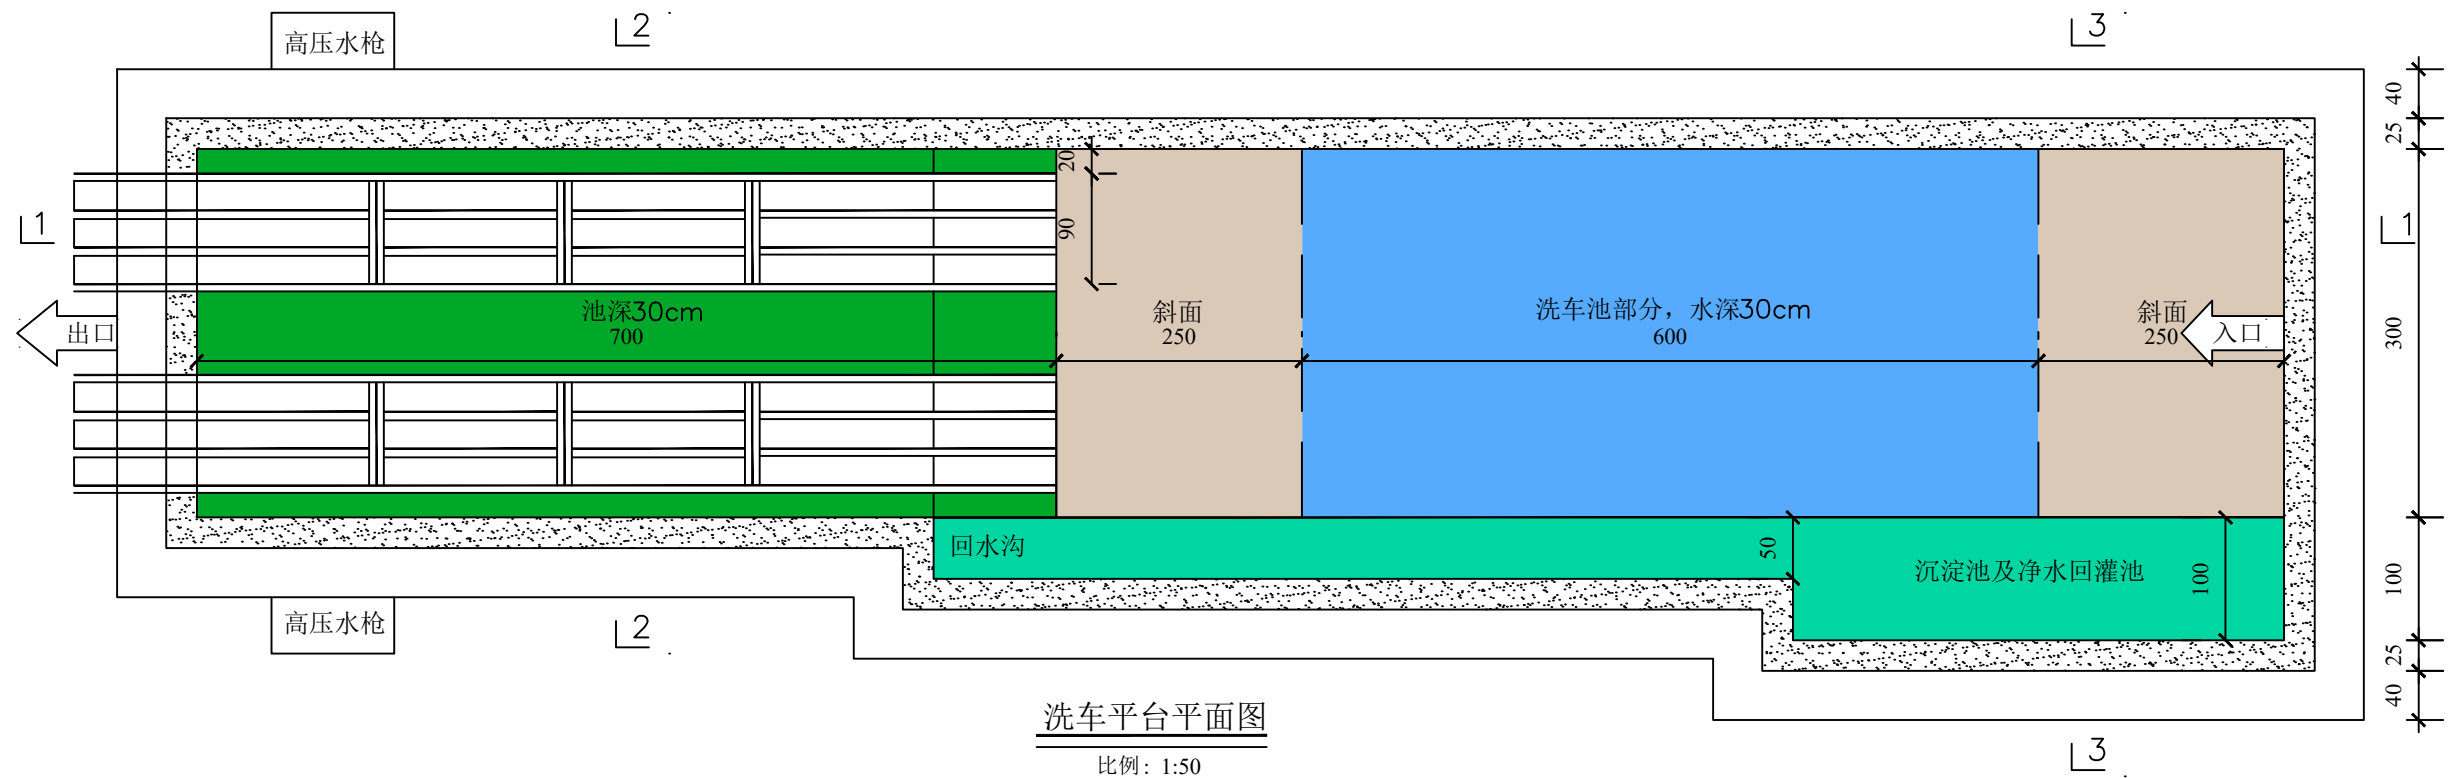 2
3
高压水枪
40
25
20
1
90
1
池深30cm
700
斜面
250
洗车池部分，水深30cm
600
斜面
250
入口
出口
300
回水沟
50
沉淀池及净水回灌池
100
100
高压水枪
2
25
40
洗车平台平面图
3
比例：1:50